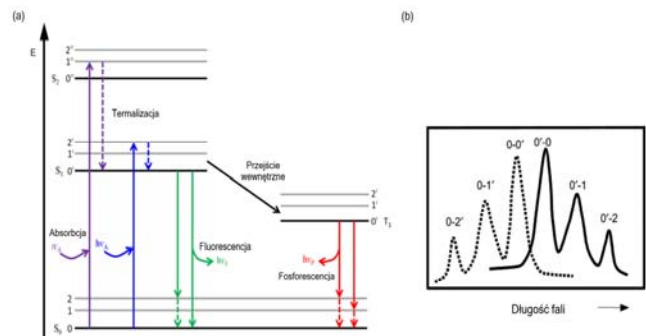 (a)
E
2''
1''
S₂ 0''
Termalizacja
2'
1'
S₁ 0'
Przejście
wewnętrzne
2'
1'
0' T₁
Absorbcja
hνₐ
hνₐ
Fluorescencja
Fosforescencja
2
1
S₀ 0
(b)
0-2'
0-1'
0-0'
0'-0
0'-1
0'-2
Długość fali